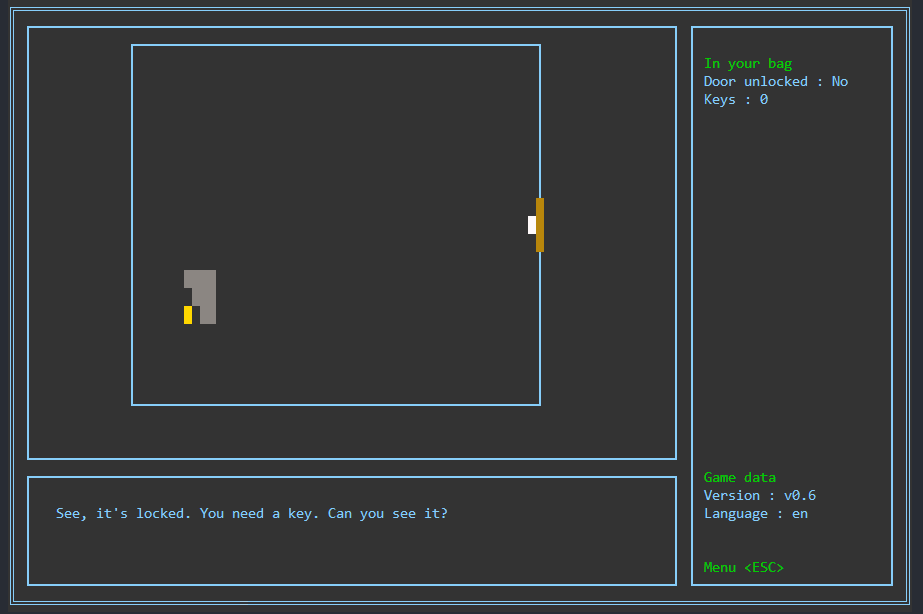 In your bag
Door unlocked : No
Keys : 0
See, it's locked. You need a key. Can you see it?
Game data
Version : v0.6
Language : en
Menu <ESC>